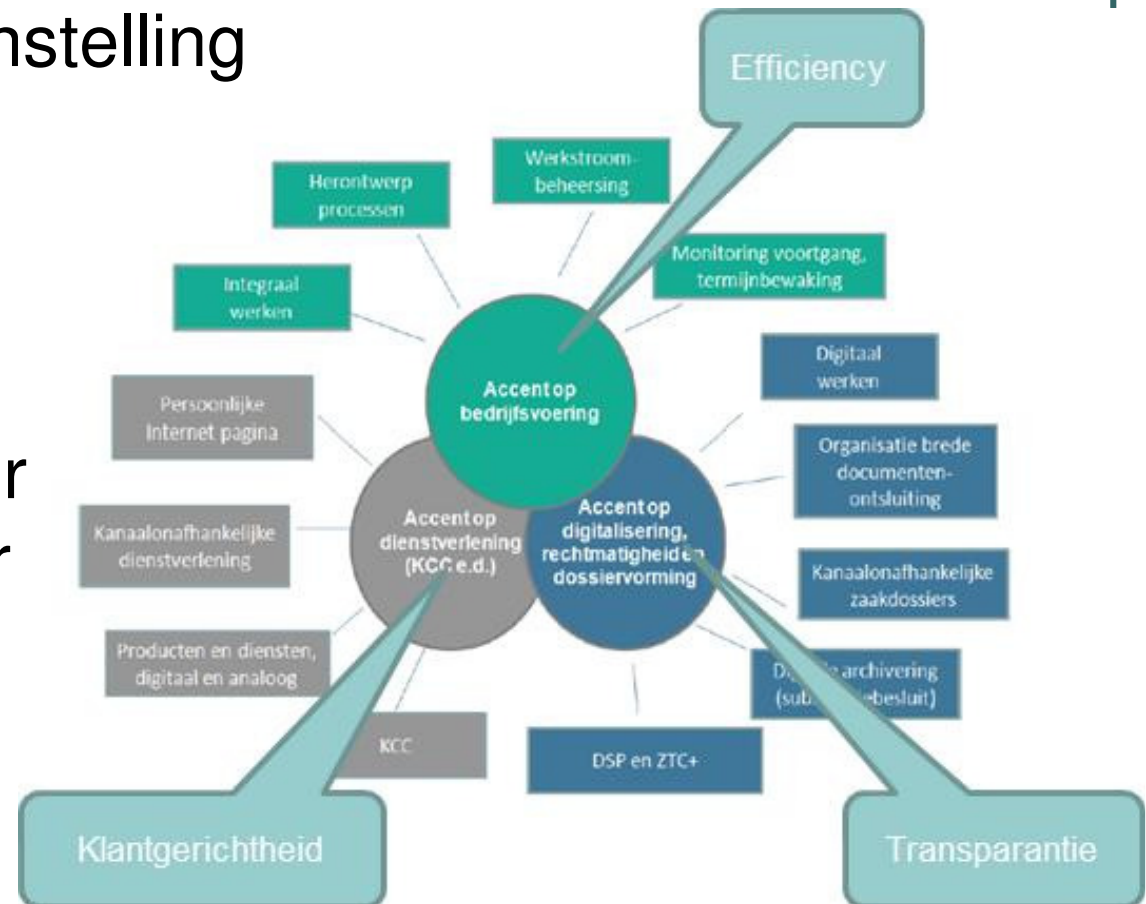 nstelling
Efficiency
Werkstroom-
beheersing
Herontwerp
processen
Monitoring voortgang,
termijnbewaking
Integraal
werken
Digitaal
werken
Persoonlijke
Internet pagina
Accent op
bedrijfsvoering
Organisatie brede
documenten-
ontsluiting
r
r
Kanaalonafhankelijke
dienstverlening
Accent op
dienstverlening
(KCC e.d.)
Accent op
digitalisering,
rechtmatigheid en
dossiervorming
Kanaalonafhankelijke
zaakdossiers
Producten en diensten,
digitaal en analoog
archivering
KCC
DSP en ZTC+
Klantgerichtheid
Transparantie